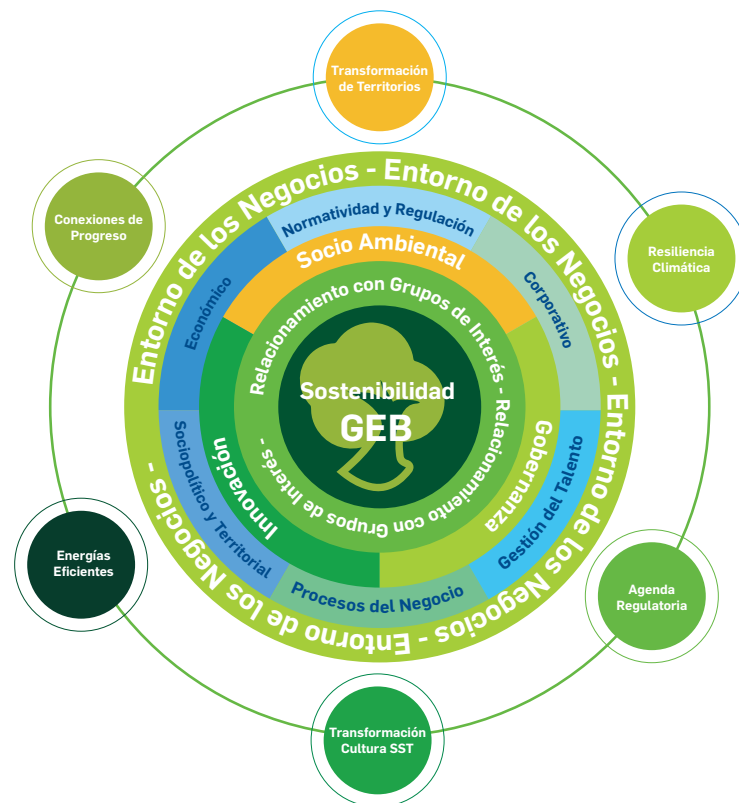 Transformación
de Territorios
Conexiones de
Progreso
Resiliencia
Climática
Entorno de los Negocios - Entorno de los Negocios - Entorno de los Negocios - Entorno de los Negocios -
Normatividad y Regulación
Económico
Corporativo
Socio Ambiental
Relacionamiento con Grupos de Interés - Relacionamiento con Grupos de Interés -
Sostenibilidad
GEB
Innovación
Gobernanza
Sociopolítico y Territorial
Gestión del Talento
Procesos del Negocio
Energías
Eficientes
Agenda
Regulatoria
Transformación
Cultura SST